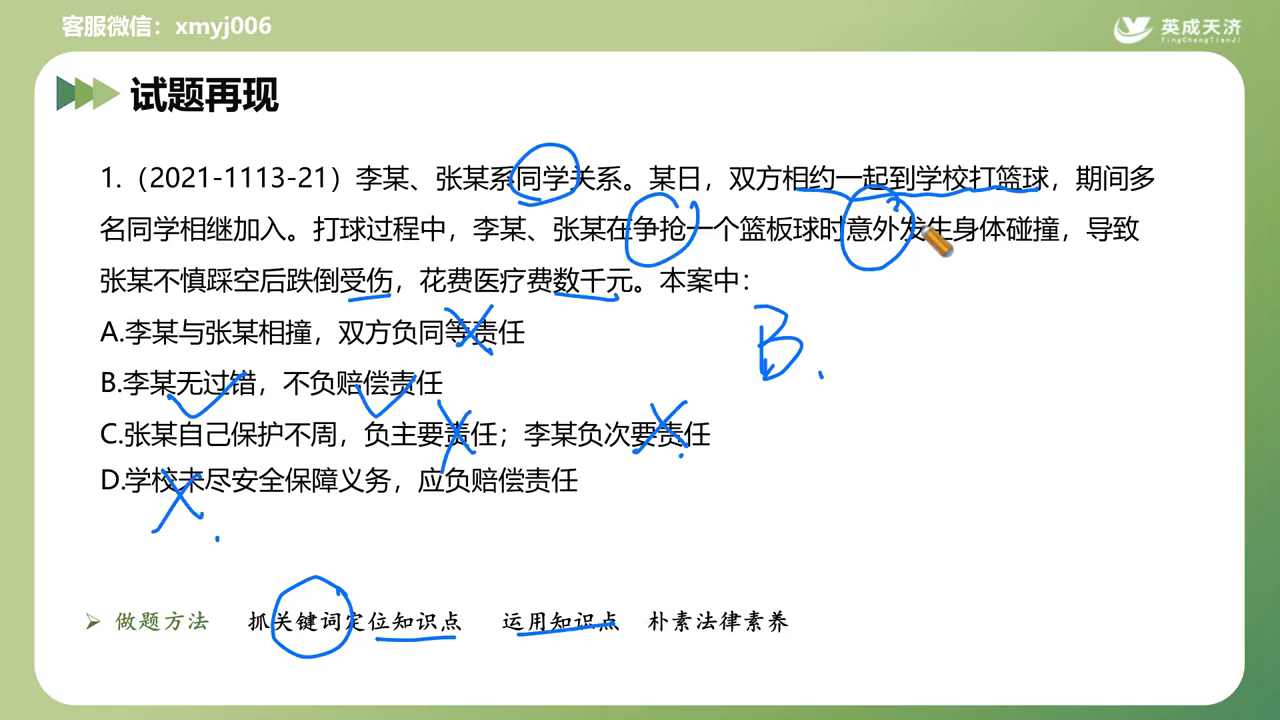 客服微信：xmyj006
英成天济
YingChengTianJi
试题再现
1.（2021-1113-21）李某、张某系同学关系。某日，双方相约一起到学校打篮球，期间多
名同学相继加入。打球过程中，李某、张某在争抢一个篮板球时意外发生身体碰撞，导致
张某不慎踩空后跌倒受伤，花费医疗费数千元。本案中：
A.李某与张某相撞，双方负同等责任
B.李某无过错，不负赔偿责任
B.
C.张某自己保护不周，负主要责任；李某负次要责任
D.学校未尽安全保障义务，应负赔偿责任
做题方法 抓关键词定位知识点 运用知识点 朴素法律素养